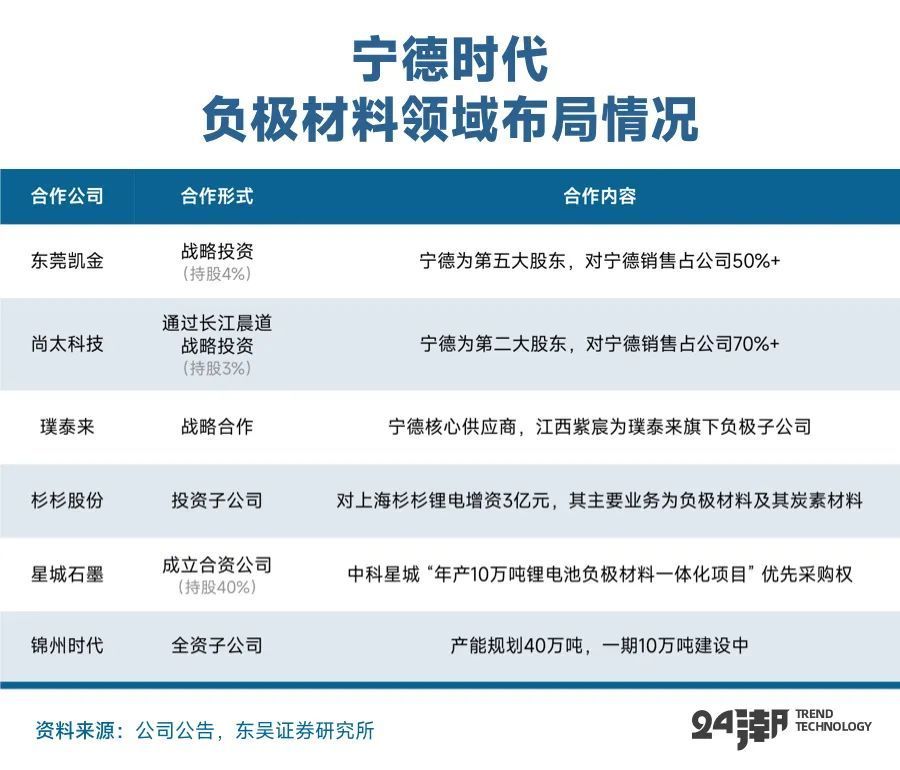 宁德时代
负极材料领域布局情况
合作公司 合作形式 合作内容
东莞凯金 战略投资 宁德为第五大股东，对宁德销售占公司50%+
（持股4%）
尚太科技 通过长江晨道 宁德为第二大股东，对宁德销售占公司70%+
战略投资
（持股3%）
璞泰来 战略合作 宁德核心供应商，江西紫宸为璞泰来旗下负极子公司
杉杉股份 投资子公司 对上海杉杉锂电增资3亿元，其主要业务为负极材料及其炭素材料
星城石墨 成立合资公司 中科星城 “年产10万吨锂电池负极材料一体化项目” 优先采购权
（持股40%）
锦州时代 全资子公司 产能规划40万吨，一期10万吨建设中
资料来源：公司公告，东吴证券研究所
24潮 TREND
TECHNOLOGY